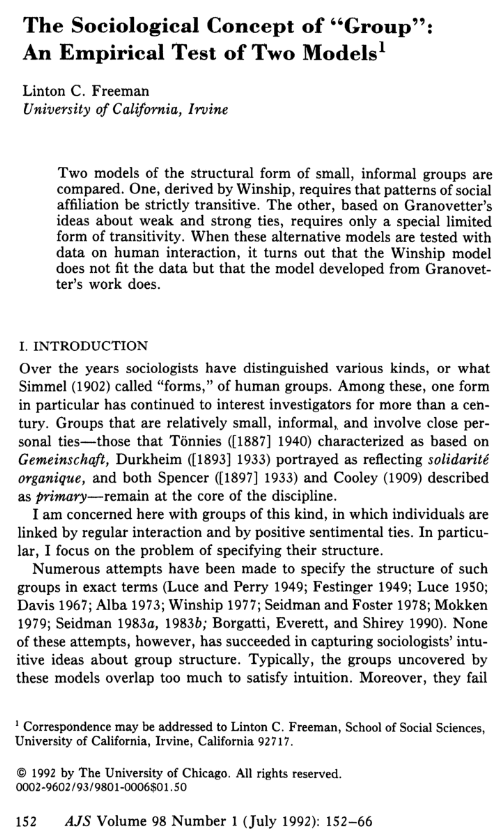 The Sociological Concept of “Group”:
An Empirical Test of Two Models¹
Linton C. Freeman
University of California, Irvine
Two models of the structural form of small, informal groups are
compared. One, derived by Winship, requires that patterns of social
affiliation be strictly transitive. The other, based on Granovetter's
ideas about weak and strong ties, requires only a special limited
form of transitivity. When these alternative models are tested with
data on human interaction, it turns out that the Winship model
does not fit the data but that the model developed from Granovet-
ter's work does.
I. INTRODUCTION
Over the years sociologists have distinguished various kinds, or what
Simmel (1902) called “forms,” of human groups. Among these, one form
in particular has continued to interest investigators for more than a cen-
tury. Groups that are relatively small, informal, and involve close per-
sonal ties—those that Tönnies ([1887] 1940) characterized as based on
Gemeinschaft, Durkheim ([1893] 1933) portrayed as reflecting solidarité
organique, and both Spencer ([1897] 1933) and Cooley (1909) described
as primary—remain at the core of the discipline.
I am concerned here with groups of this kind, in which individuals are
linked by regular interaction and by positive sentimental ties. In particu-
lar, I focus on the problem of specifying their structure.
Numerous attempts have been made to specify the structure of such
groups in exact terms (Luce and Perry 1949; Festinger 1949; Luce 1950;
Davis 1967; Alba 1973; Winship 1977; Seidman and Foster 1978; Mokken
1979; Seidman 1983a, 1983b; Borgatti, Everett, and Shirey 1990). None
of these attempts, however, has succeeded in capturing sociologists' intu-
itive ideas about group structure. Typically, the groups uncovered by
these models overlap too much to satisfy intuition. Moreover, they fail
¹ Correspondence may be addressed to Linton C. Freeman, School of Social Sciences,
University of California, Irvine, California 92717.
© 1992 by The University of Chicago. All rights reserved.
0002-9602/93/9801-0006$01.50
152 AJS Volume 98 Number 1 (July 1992): 152–66